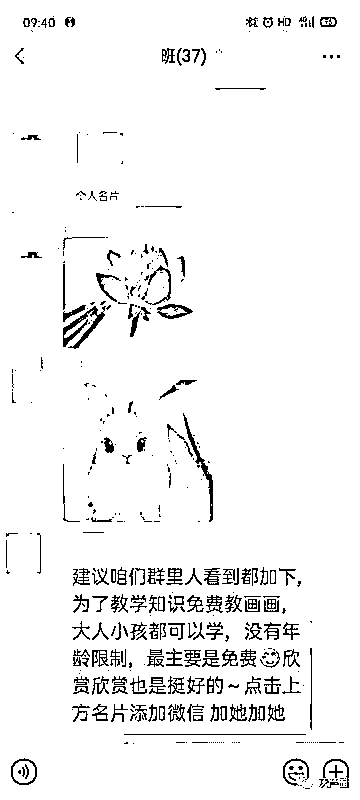 09:40
HD 4G
班(37)
个人名片
建议咱们群里人看到都加下，
为了教学知识免费教画画，
大人小孩都可以学，没有年
龄限制，最主要是免费😊欣
赏欣赏也是挺好的～点击上
方名片添加微信 加她加她